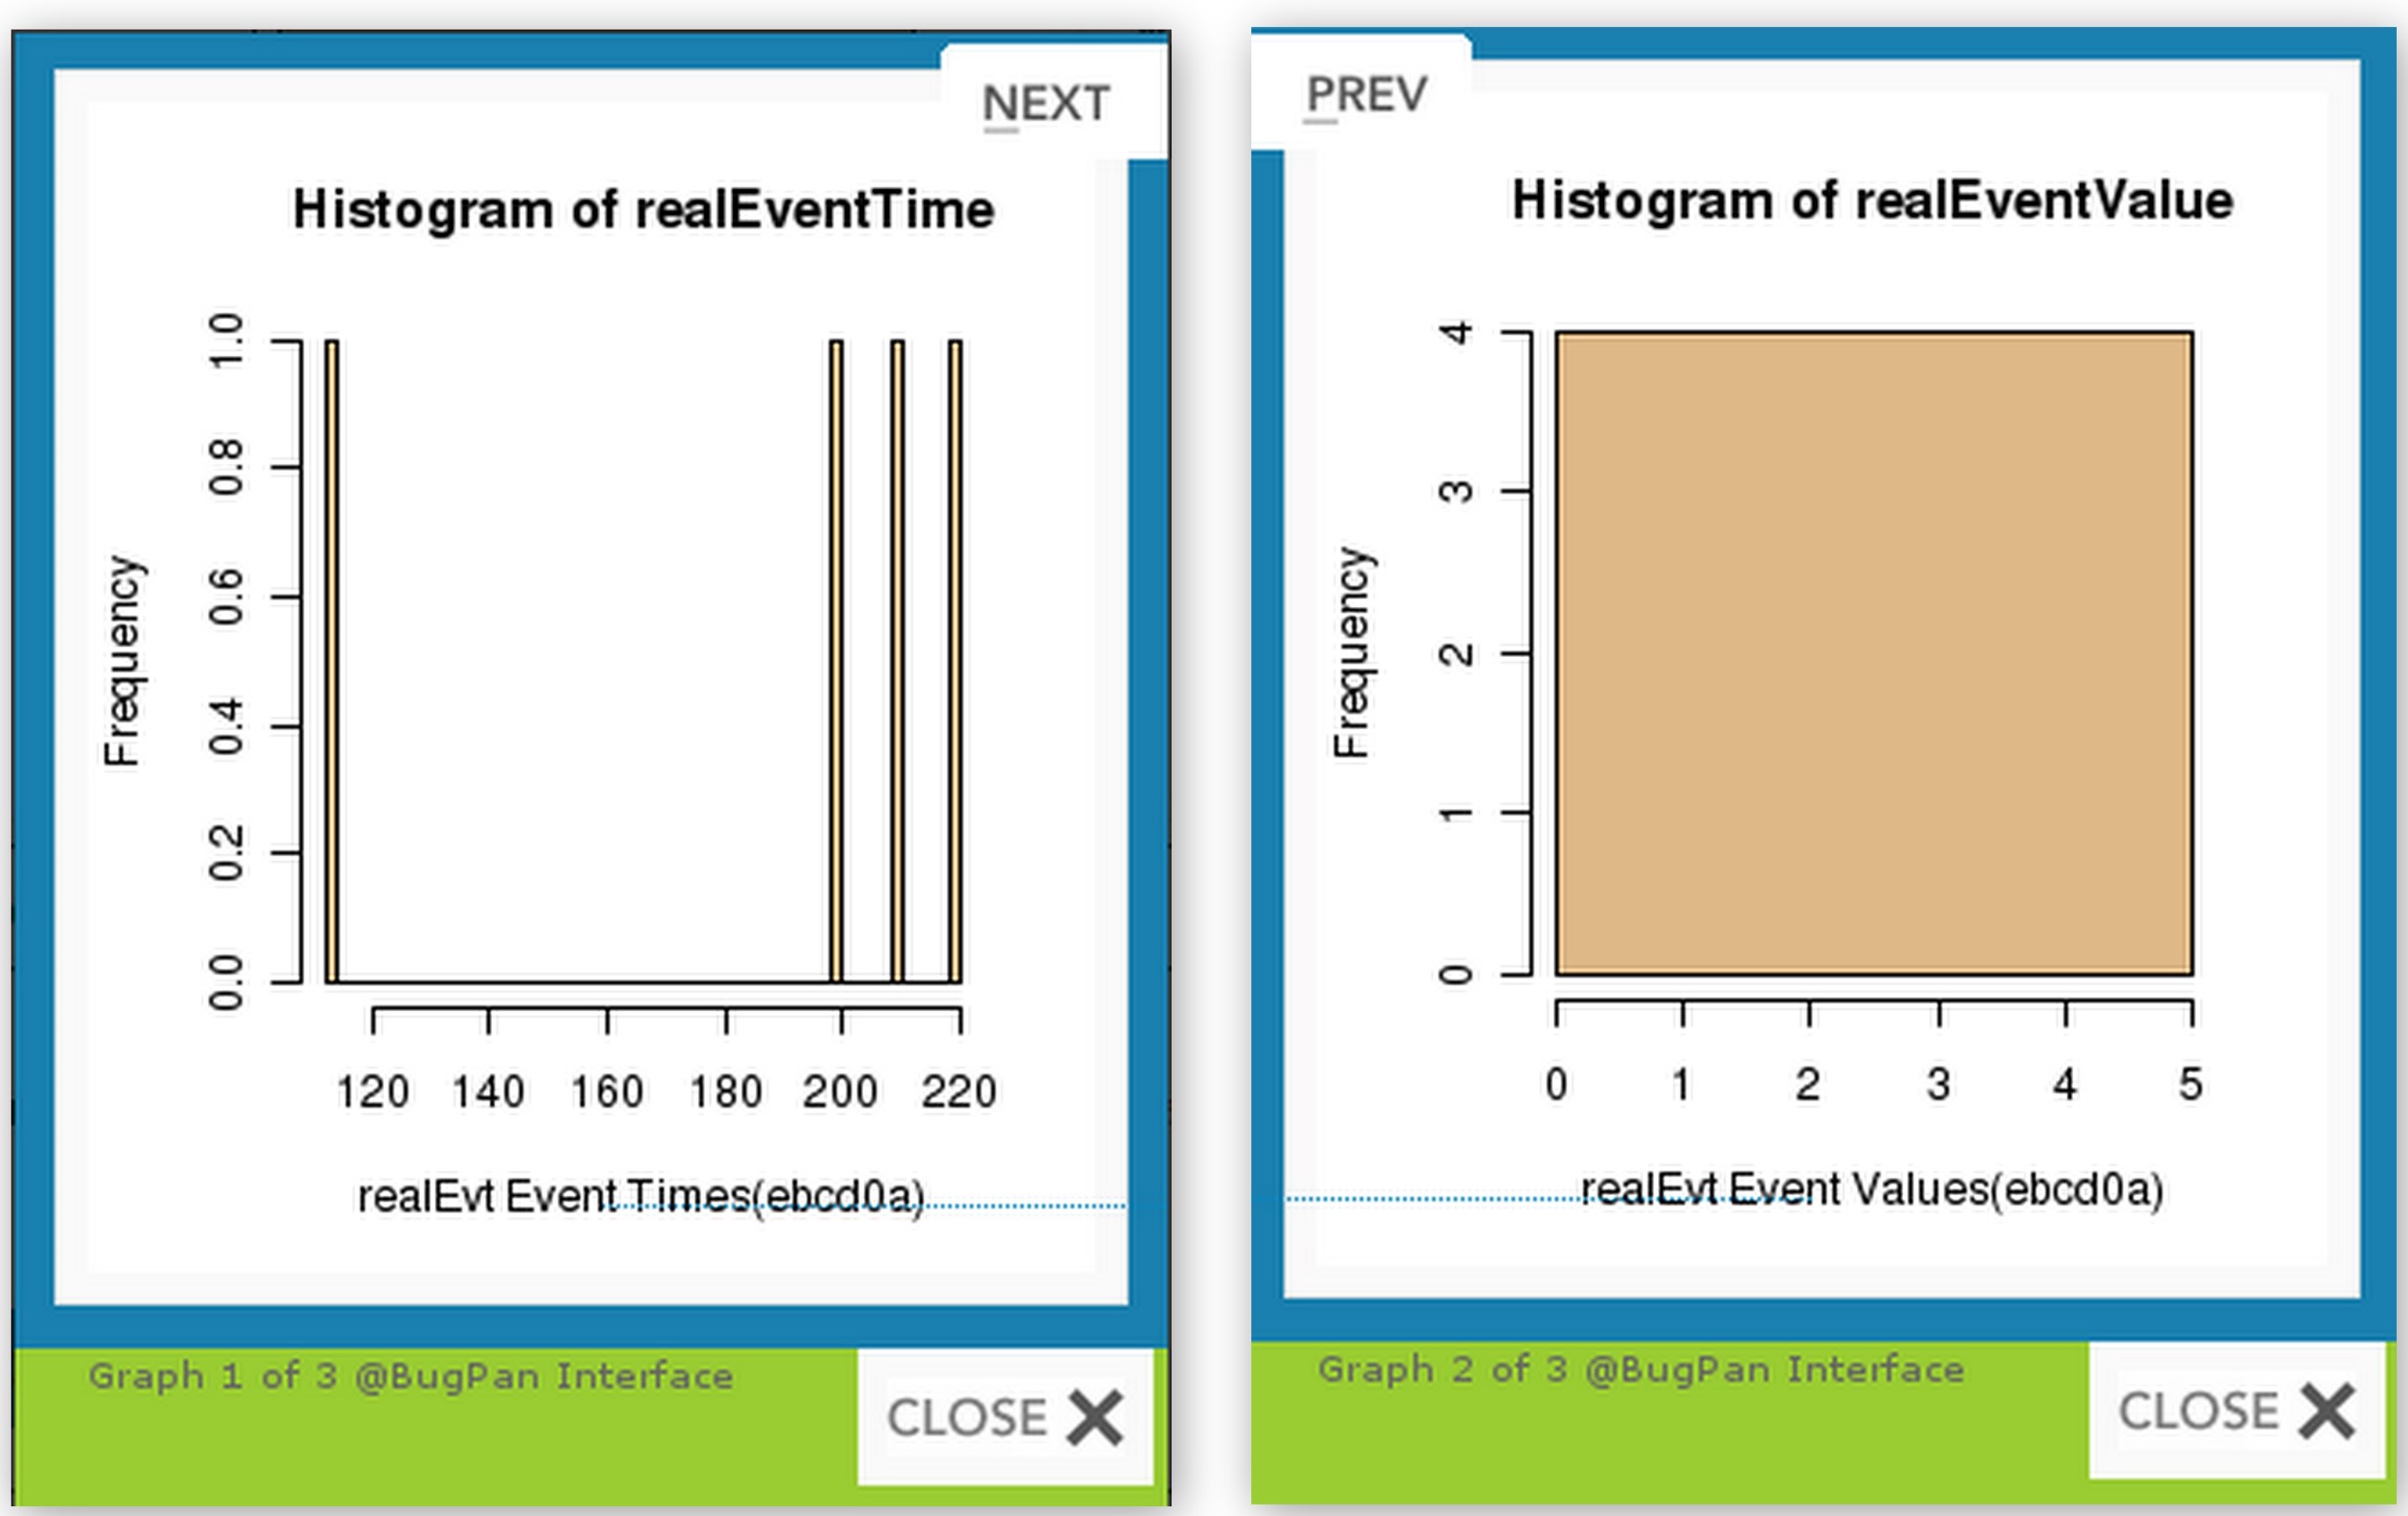 NEXT
Histogram of realEventTime
Frequency
1.0
0.8
0.6
0.4
0.2
0.0
120 140 160 180 200 220
realEvt Event Times(ebcd0a)
Graph 1 of 3 @BugPan Interface
CLOSE
PREV
Histogram of realEventValue
Frequency
4
3
2
1
0
0 1 2 3 4 5
realEvt Event Values(ebcd0a)
Graph 2 of 3 @BugPan Interface
CLOSE